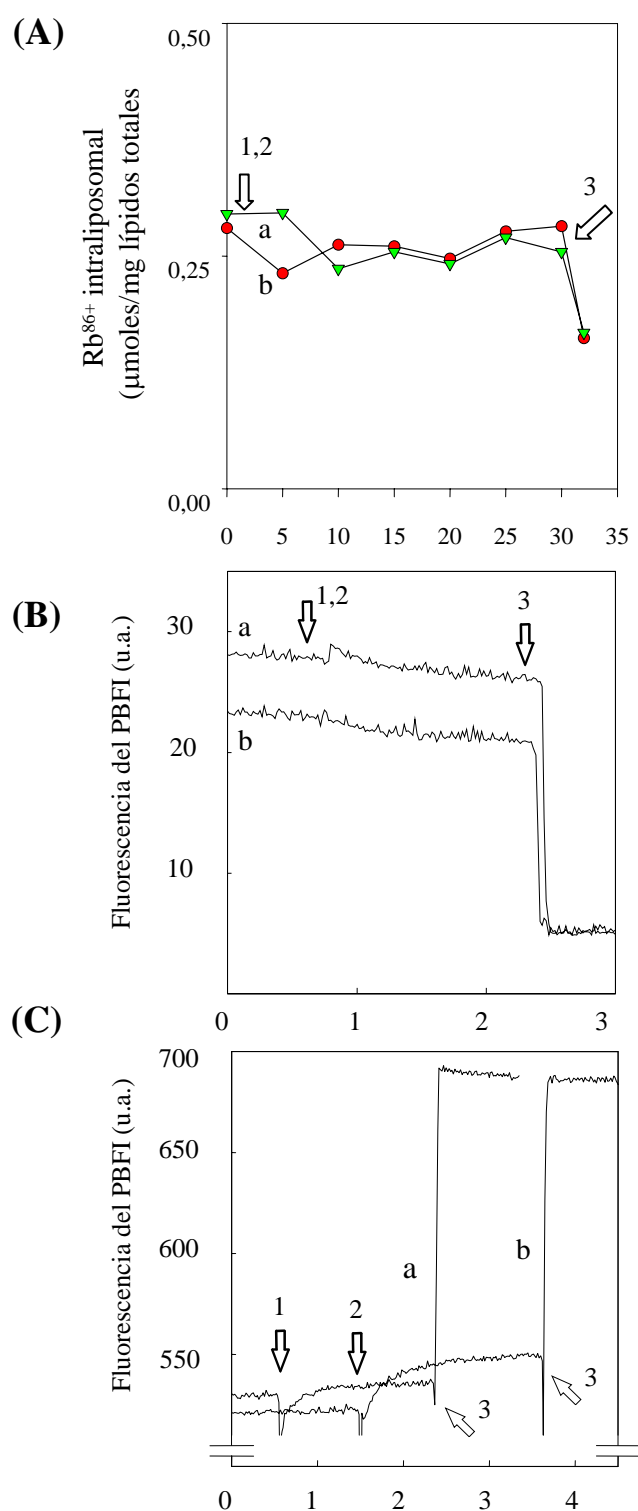 (A)
0,50
0,25
0,00
Rb86+ intraliposomal
(µmoles/mg lípidos totales
1,2
3
a
b
0 5 10 15 20 25 30 35
(B)
Fluorescencia del PBFI (u.a.)
30
20
10
a
b
1,2
3
0 1 2 3
(C)
Fluorescencia del PBFI (u.a.)
700
650
600
550
1
2
a
b
3
3
0 1 2 3 4